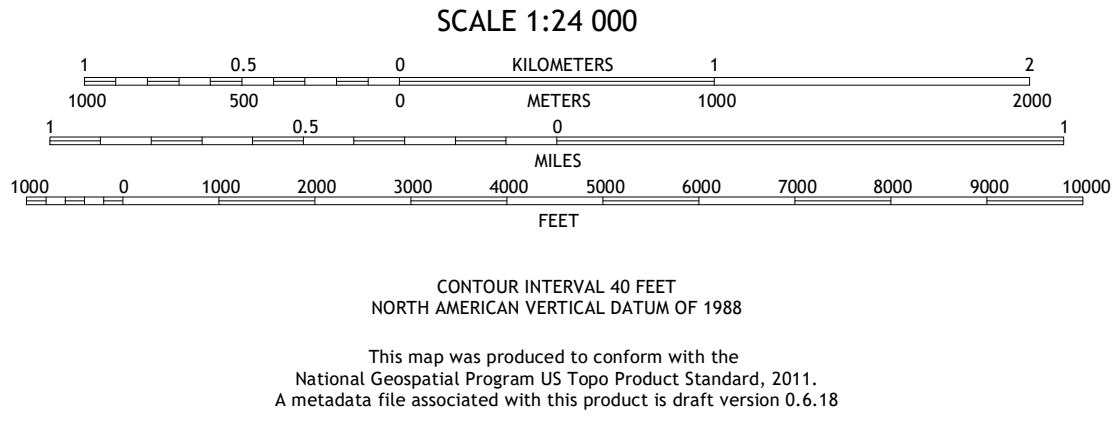 SCALE 1:24 000
1 0.5 0 KILOMETERS 1 2
1000 500 0 METERS 1000 2000
1 0.5 0 1
MILES
1000 0 1000 2000 3000 4000 5000 6000 7000 8000 9000 10000
FEET
CONTOUR INTERVAL 40 FEET
NORTH AMERICAN VERTICAL DATUM OF 1988
This map was produced to conform with the
National Geospatial Program US Topo Product Standard, 2011.
A metadata file associated with this product is draft version 0.6.18